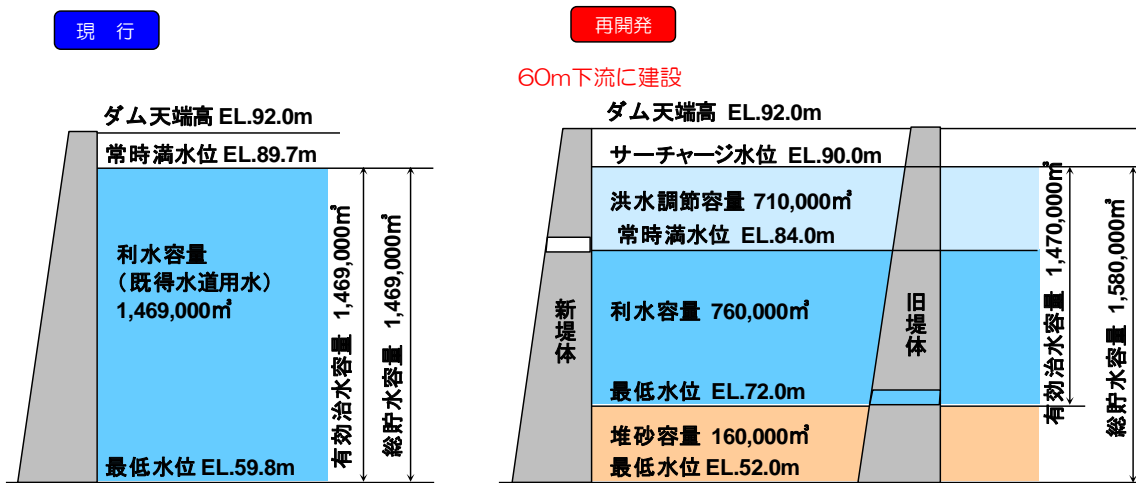 現 行
ダム天端高 EL.92.0m
常時満水位 EL.89.7m
利水容量
（既得水道用水）
1,469,000㎥
最低水位 EL.59.8m
有効治水容量 1,469,000㎥
総貯水容量 1,469,000㎥
再開発
60m下流に建設
ダム天端高 EL.92.0m
サーチャージ水位 EL.90.0m
洪水調節容量 710,000㎥
常時満水位 EL.84.0m
新堤体
利水容量 760,000㎥
旧堤体
最低水位 EL.72.0m
堆砂容量 160,000㎥
最低水位 EL.52.0m
有効治水容量 1,470,000㎥
総貯水容量 1,580,000㎥